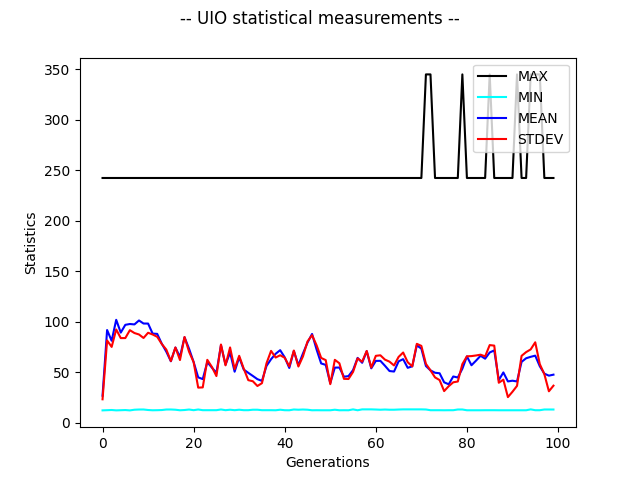 -- UIO statistical measurements --
MAX
MIN
MEAN
STDEV
Statistics
350
300
250
200
150
100
50
0
0 20 40 60 80 100
Generations